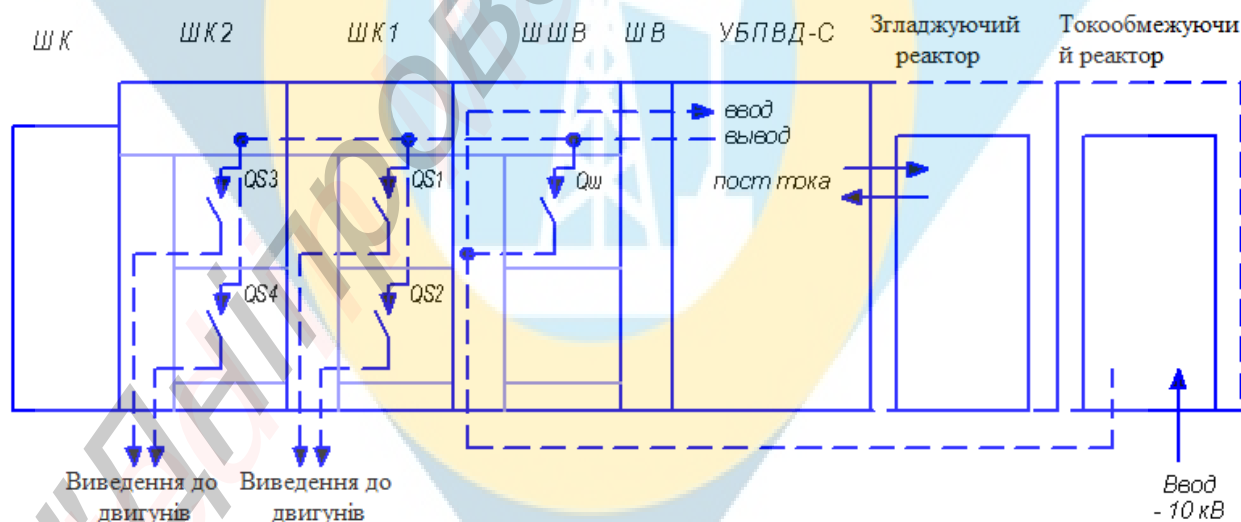 ШК
ШК2
ШК1
ШШВ
ШВ
УБПВД-С
Згладжуючий
реактор
Токообмежуючи
й реактор
ввод
вывод
QS3
QS1
Qш
пост тока
QS4
QS2
Виведення до
двигунів
Виведення до
двигунів
Ввод
- 10 кВ